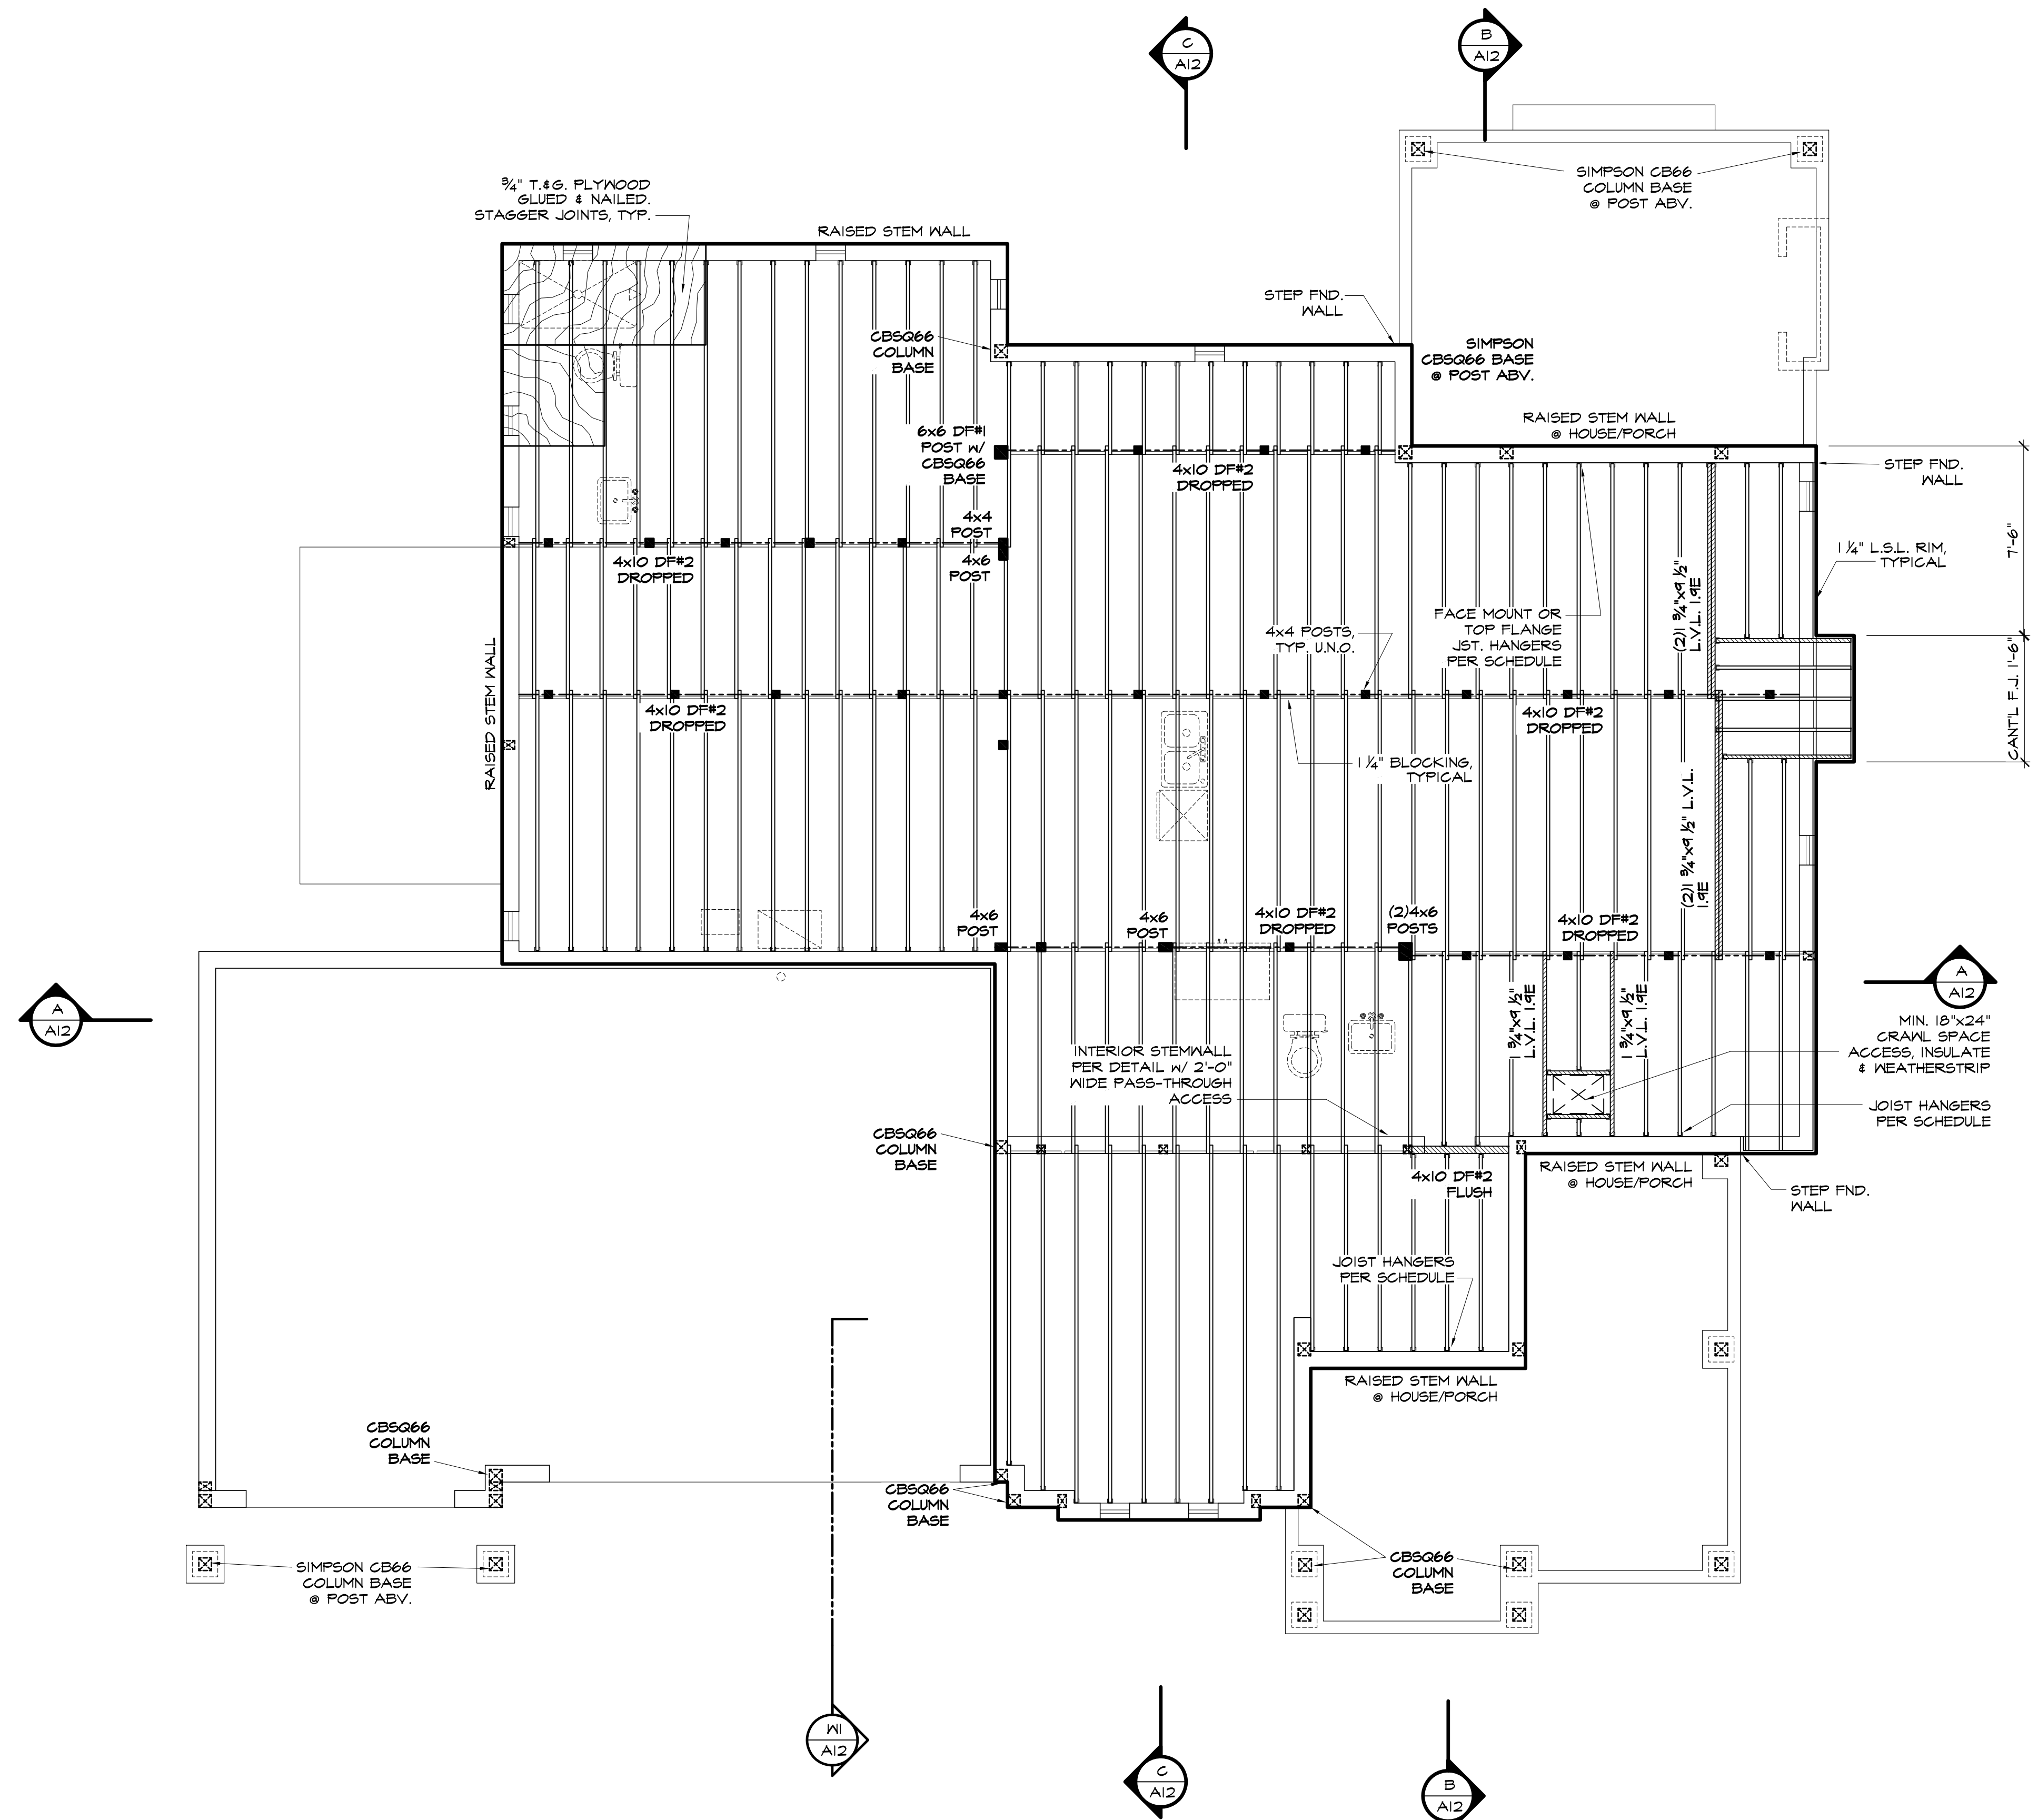 C
A12
B
A12
3/4" T.&G. PLYWOOD
GLUED & NAILED.
STAGGER JOINTS, TYP.
RAISED STEM WALL
SIMPSON CB66
COLUMN BASE
@ POST ABV.
STEP FND.
WALL
CBSQ66
COLUMN
BASE
SIMPSON
CBSQ66 BASE
@ POST ABV.
6x6 DF#1
POST W/
CBSQ66
BASE
RAISED STEM WALL
@ HOUSE/PORCH
4x10 DF#2
DROPPED
STEP FND.
WALL
7'-6"
4x4
POST
4x6
POST
4x10 DF#2
DROPPED
1 1/4" L.S.L. RIM,
TYPICAL
(2)1 3/4"x9 1/2"
L.V.L. 1.9E
FACE MOUNT OR
TOP FLANGE
JST. HANGERS
PER SCHEDULE
4x4 POSTS,
TYP. U.N.O.
RAISED STEM WALL
4x10 DF#2
DROPPED
4x10 DF#2
DROPPED
CANT'L F.J. 1'-6"
1 1/4" BLOCKING,
TYPICAL
(2)1 3/4"x9 1/2" L.V.L.
1.9E
4x6
POST
4x6
POST
4x10 DF#2
DROPPED
(2)4x6
POSTS
4x10 DF#2
DROPPED
A
A12
A
A12
1 3/4"x9 1/2"
L.V.L. 1.9E
1 3/4"x9 1/2"
L.V.L. 1.9E
MIN. 18"x24"
CRAWL SPACE
ACCESS, INSULATE
& WEATHERSTRIP
INTERIOR STEMWALL
PER DETAIL W/ 2'-0"
WIDE PASS-THROUGH
ACCESS
JOIST HANGERS
PER SCHEDULE
CBSQ66
COLUMN
BASE
4x10 DF#2
FLUSH
RAISED STEM WALL
@ HOUSE/PORCH
STEP FND.
WALL
JOIST HANGERS
PER SCHEDULE
RAISED STEM WALL
@ HOUSE/PORCH
CBSQ66
COLUMN
BASE
CBSQ66
COLUMN
BASE
SIMPSON CB66
COLUMN BASE
@ POST ABV.
CBSQ66
COLUMN
BASE
W1
A12
C
A12
B
A12